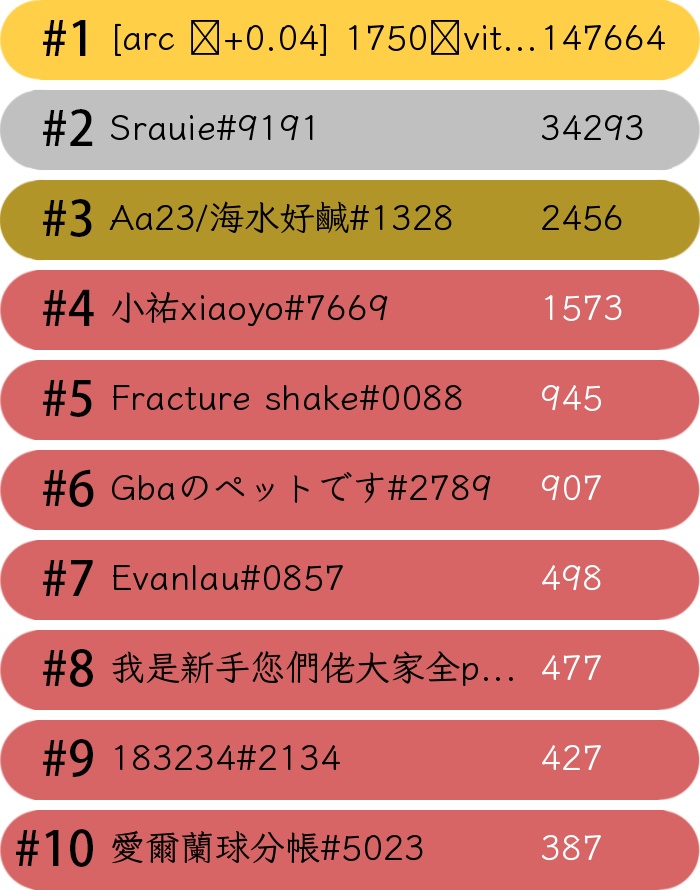 #1 [arc ☒+0.04] 1750☒vit... 147664
#2 Srauie#9191 34293
#3 Aa23/海水好鹹#1328 2456
#4 小祐xiaoyo#7669 1573
#5 Fracture shake#0088 945
#6 Gbaのペットです#2789 907
#7 Evanlau#0857 498
#8 我是新手您們佬大家全p... 477
#9 183234#2134 427
#10 愛爾蘭球分帳#5023 387